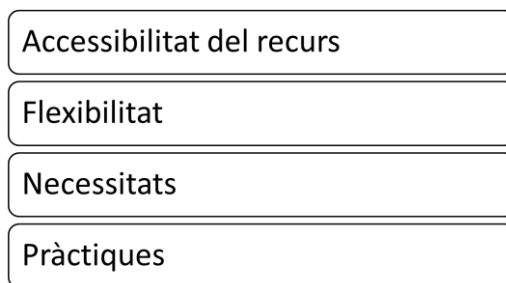 Accessibilitat del recurs
Flexibilitat
Necessitats
Pràctiques